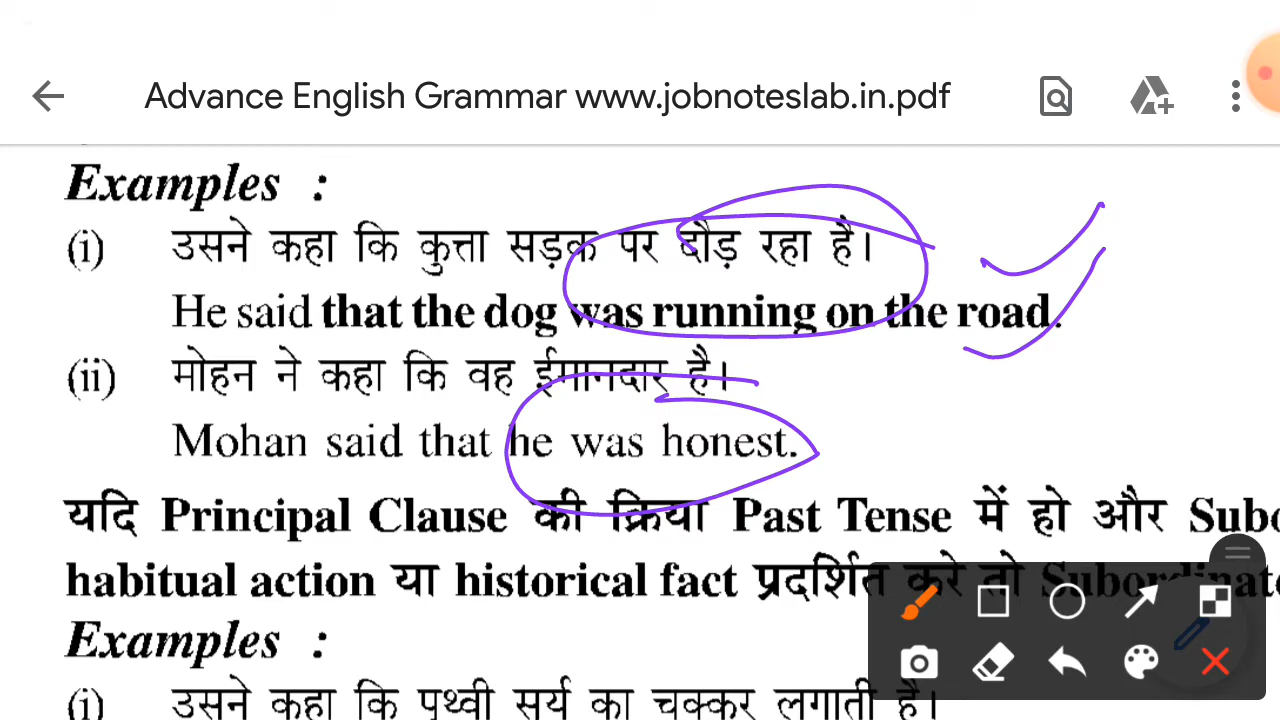 Advance English Grammar www.jobnoteslab.in.pdf
Examples :
(i) उसने कहा कि कुत्ता सड़क पर दौड़ रहा है।
He said that the dog was running on the road.
(ii) मोहन ने कहा कि वह ईमानदार है।
Mohan said that he was honest.
यदि Principal Clause की क्रिया Past Tense में हो और
habitual action या historical fact प्रदर्शित करे तो
Examples :
(i) उसने कहा कि पृथ्वी सूर्य का चक्कर लगाती है।